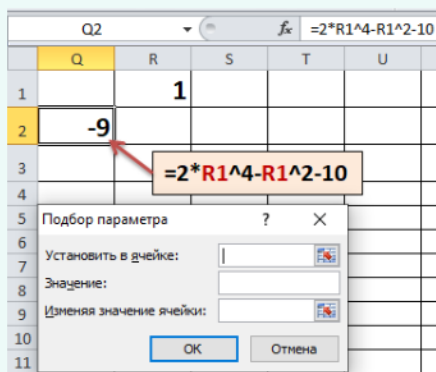 Q2 fx =2*R1^4-R1^2-10
Q R S T U
1 1
2 -9
3 =2*R1^4-R1^2-10
4
5 Подбор параметра ? ×
6 Установить в ячейке:
7
8 Значение:
9 Изменяя значение ячейки:
10 OK Отмена
11